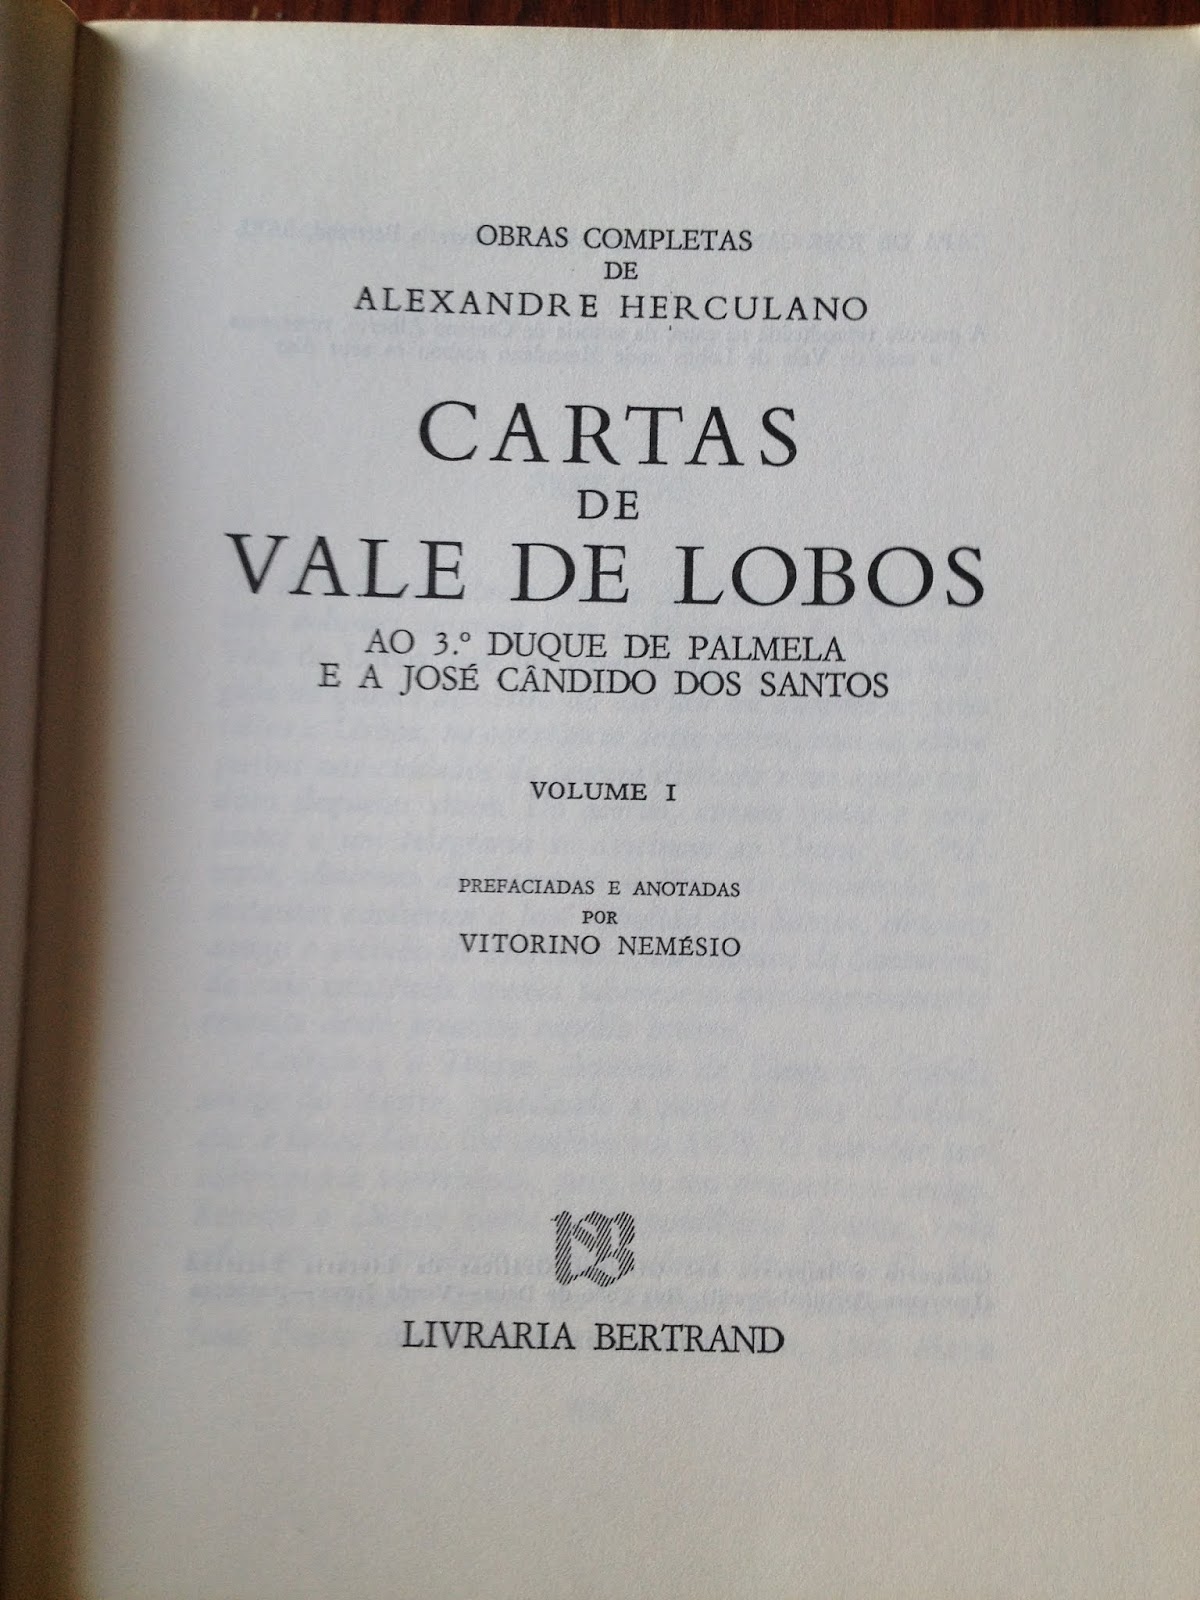 OBRAS COMPLETAS
DE
ALEXANDRE HERCULANO
CARTAS
DE
VALE DE LOBOS
AO 3.º DUQUE DE PALMELA
E A JOSÉ CÂNDIDO DOS SANTOS
VOLUME I
PREFACIADAS E ANOTADAS
POR
VITORINO NEMÉSIO
LIVRARIA BERTRAND